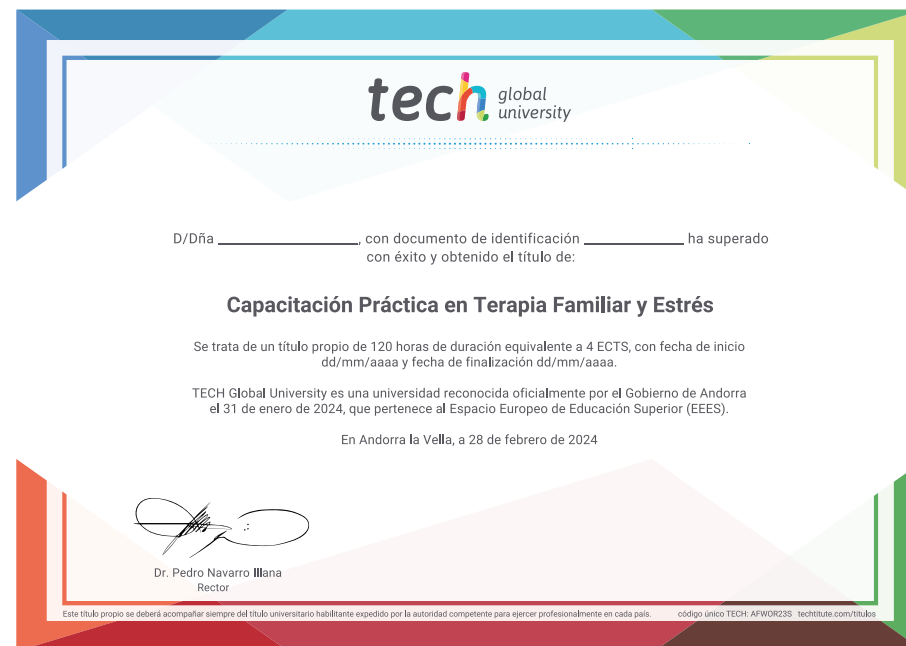 tech global university
D/Dña ____________________, con documento de identificación ______________ ha superado
con éxito y obtenido el título de:
Capacitación Práctica en Terapia Familiar y Estrés
Se trata de un título propio de 120 horas de duración equivalente a 4 ECTS, con fecha de inicio
dd/mm/aaaa y fecha de finalización dd/mm/aaaa.
TECH Global University es una universidad reconocida oficialmente por el Gobierno de Andorra
el 31 de enero de 2024, que pertenece al Espacio Europeo de Educación Superior (EEES).
En Andorra la Vella, a 28 de febrero de 2024
Dr. Pedro Navarro Illana
Rector
Este título propio se deberá acompañar siempre del título universitario habilitante expedido por la autoridad competente para ejercer profesionalmente en cada país. código único TECH: AFWOR23S techtitute.com/titulos